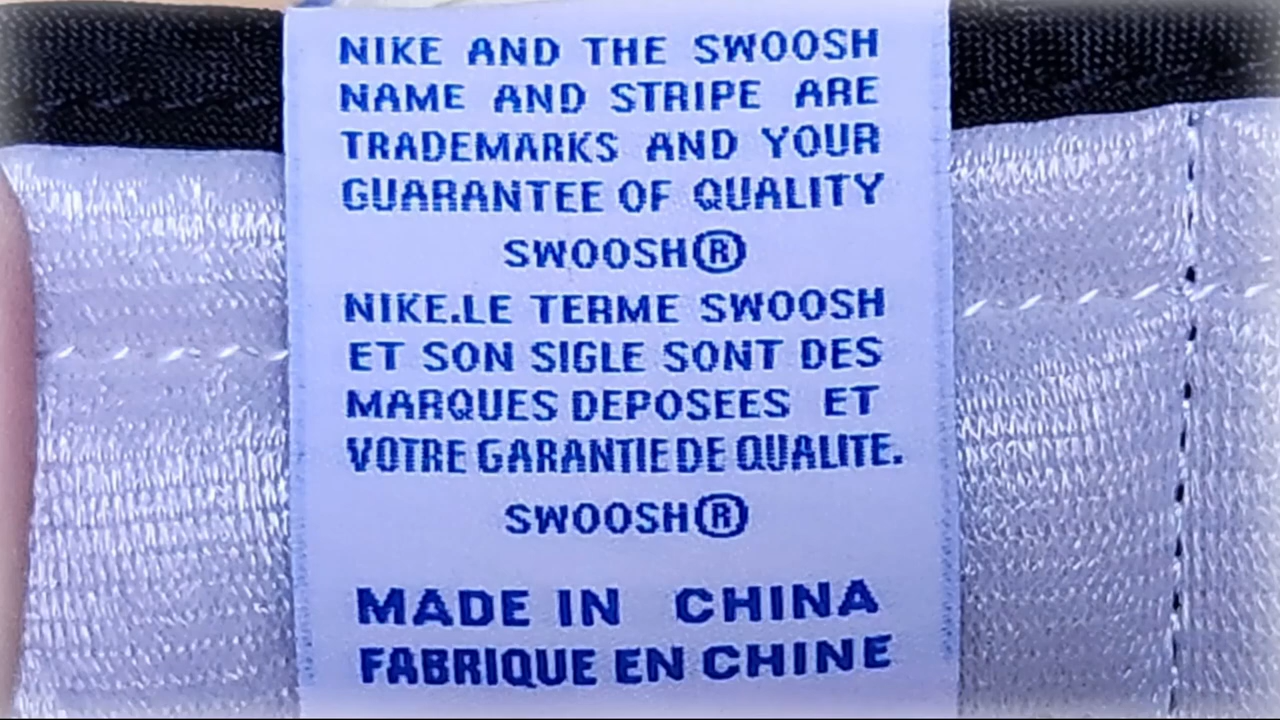 NIKE AND THE SWOOSH
NAME AND STRIPE ARE
TRADEMARKS AND YOUR
GUARANTEE OF QUALITY
SWOOSH®
NIKE.LE TERME SWOOSH
ET SON SIGLE SONT DES
MARQUES DEPOSEES ET
VOTRE GARANTIE DE QUALITE.
SWOOSH®
MADE IN CHINA
FABRIQUE EN CHINE